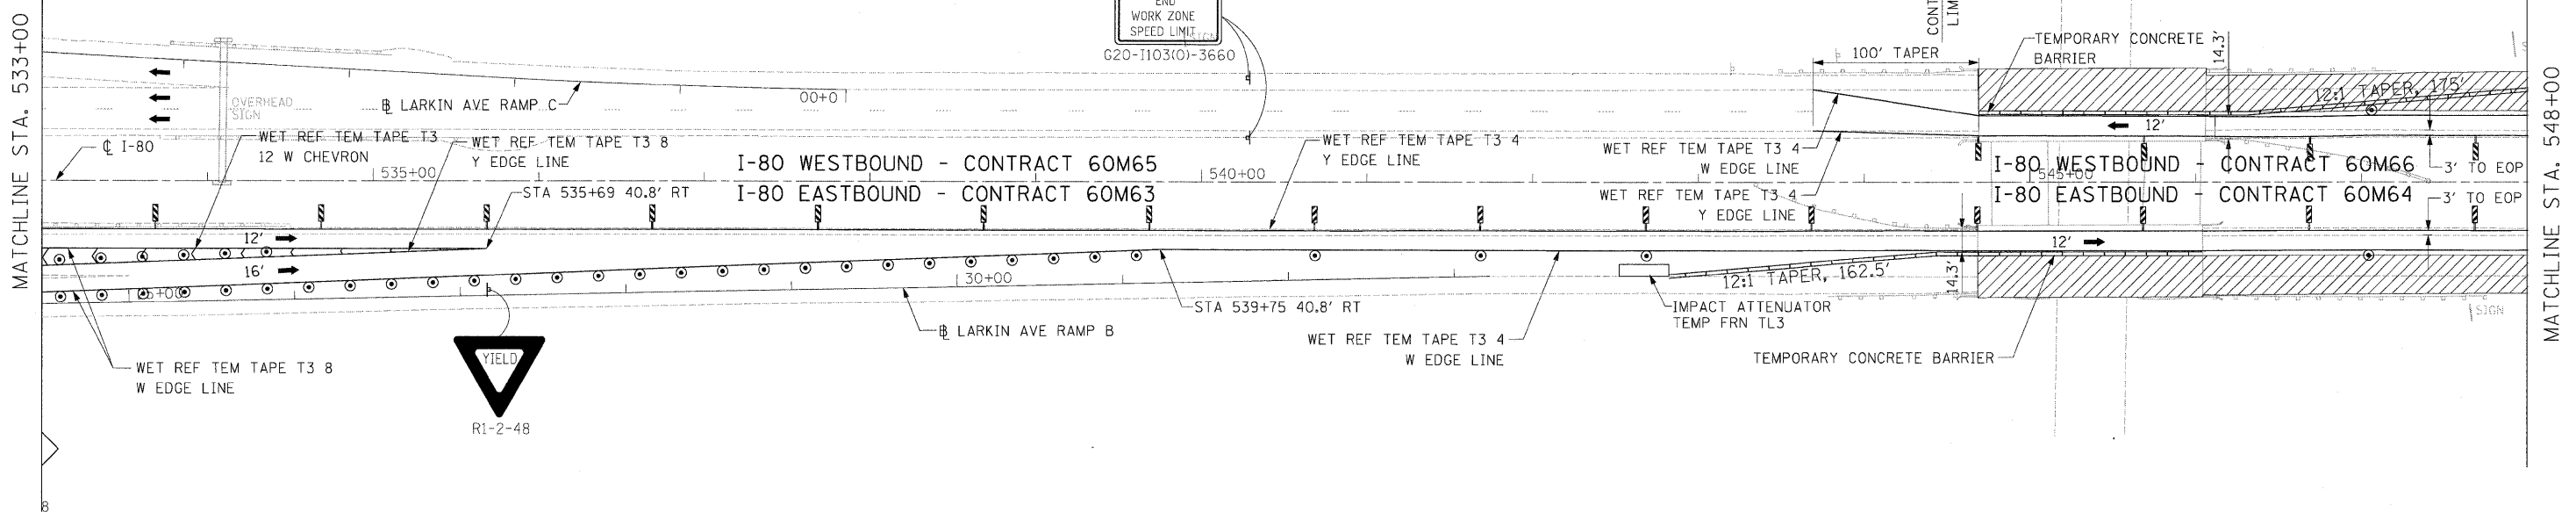 MATCHLINE STA. 533+00
END
WORK ZONE
SPEED LIMIT
SIGN
G20-I103(0)-3660
OVERHEAD
SIGN
℔ LARKIN AVE RAMP C
00+0
100' TAPER
CONT
LIM
TEMPORARY CONCRETE
BARRIER
14.3'
12:1 TAPER, 175'
℄ I-80
WET REF TEM TAPE T3
12 W CHEVRON
WET REF TEM TAPE T3 8
Y EDGE LINE
535+00
I-80 WESTBOUND - CONTRACT 60M65
I-80 EASTBOUND - CONTRACT 60M63
540+00
WET REF TEM TAPE T3 4
Y EDGE LINE
WET REF TEM TAPE T3 4
W EDGE LINE
WET REF TEM TAPE T3 4
Y EDGE LINE
12'
I-80 WESTBOUND - CONTRACT 60M66
545+00
I-80 EASTBOUND - CONTRACT 60M64
3' TO EOP
3' TO EOP
STA 535+69 40.8' RT
12'
16'
12'
30+00
12:1 TAPER, 162.5'
14.3'
STA 539+75 40.8' RT
IMPACT ATTENUATOR
TEMP FRN TL3
℔ LARKIN AVE RAMP B
WET REF TEM TAPE T3 4
W EDGE LINE
TEMPORARY CONCRETE BARRIER
SIGN
WET REF TEM TAPE T3 8
W EDGE LINE
YIELD
R1-2-48
8
MATCHLINE STA. 548+00